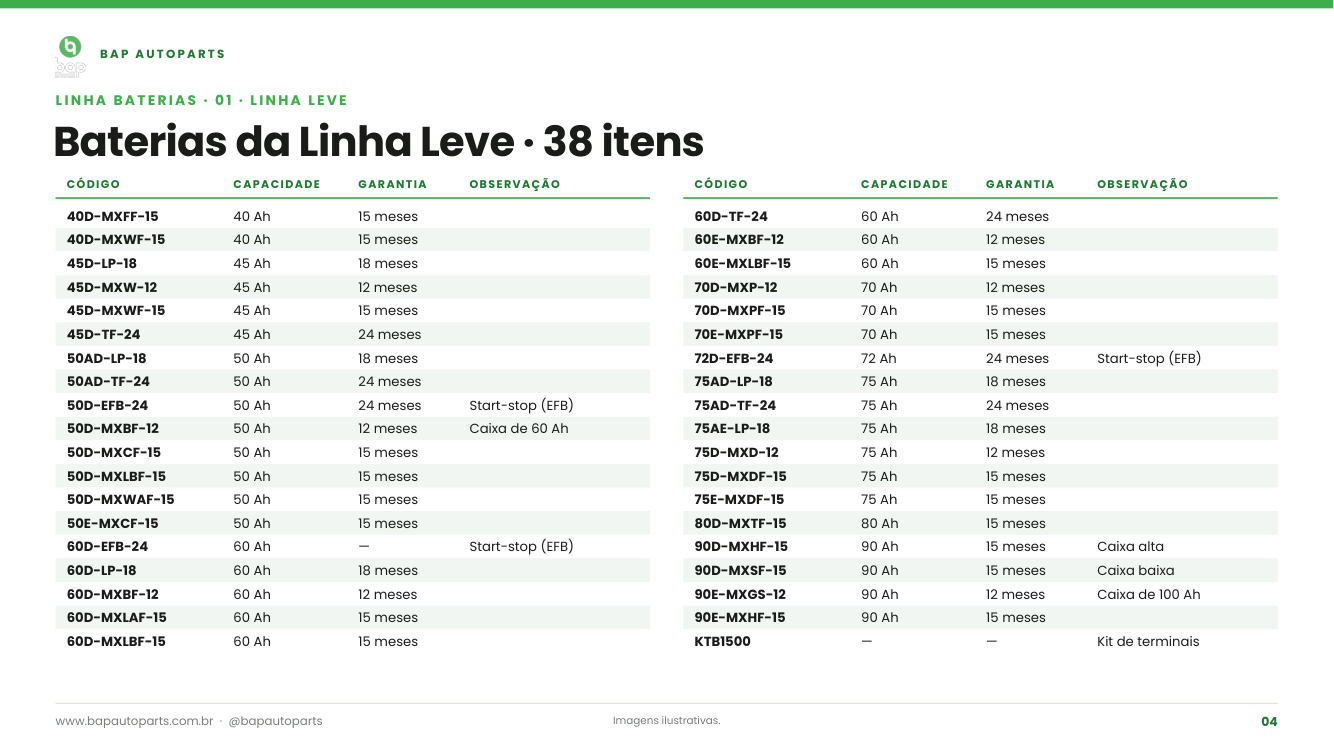 bap
BAP AUTOPARTS
LINHA BATERIAS · 01 · LINHA LEVE
Baterias da Linha Leve · 38 itens
CÓDIGO CAPACIDADE GARANTIA OBSERVAÇÃO
40D-MXFF-15 40 Ah 15 meses
40D-MXWF-15 40 Ah 15 meses
45D-LP-18 45 Ah 18 meses
45D-MXW-12 45 Ah 12 meses
45D-MXWF-15 45 Ah 15 meses
45D-TF-24 45 Ah 24 meses
50AD-LP-18 50 Ah 18 meses
50AD-TF-24 50 Ah 24 meses
50D-EFB-24 50 Ah 24 meses Start-stop (EFB)
50D-MXBF-12 50 Ah 12 meses Caixa de 60 Ah
50D-MXCF-15 50 Ah 15 meses
50D-MXLBF-15 50 Ah 15 meses
50D-MXWAF-15 50 Ah 15 meses
50E-MXCF-15 50 Ah 15 meses
60D-EFB-24 60 Ah — Start-stop (EFB)
60D-LP-18 60 Ah 18 meses
60D-MXBF-12 60 Ah 12 meses
60D-MXLAF-15 60 Ah 15 meses
60D-MXLBF-15 60 Ah 15 meses
CÓDIGO CAPACIDADE GARANTIA OBSERVAÇÃO
60D-TF-24 60 Ah 24 meses
60E-MXBF-12 60 Ah 12 meses
60E-MXLBF-15 60 Ah 15 meses
70D-MXP-12 70 Ah 12 meses
70D-MXPF-15 70 Ah 15 meses
70E-MXPF-15 70 Ah 15 meses
72D-EFB-24 72 Ah 24 meses Start-stop (EFB)
75AD-LP-18 75 Ah 18 meses
75AD-TF-24 75 Ah 24 meses
75AE-LP-18 75 Ah 18 meses
75D-MXD-12 75 Ah 12 meses
75D-MXDF-15 75 Ah 15 meses
75E-MXDF-15 75 Ah 15 meses
80D-MXTF-15 80 Ah 15 meses
90D-MXHF-15 90 Ah 15 meses Caixa alta
90D-MXSF-15 90 Ah 15 meses Caixa baixa
90E-MXGS-12 90 Ah 12 meses Caixa de 100 Ah
90E-MXHF-15 90 Ah 15 meses
KTB1500 — — Kit de terminais
www.bapautoparts.com.br · @bapautoparts
Imagens ilustrativas.
04